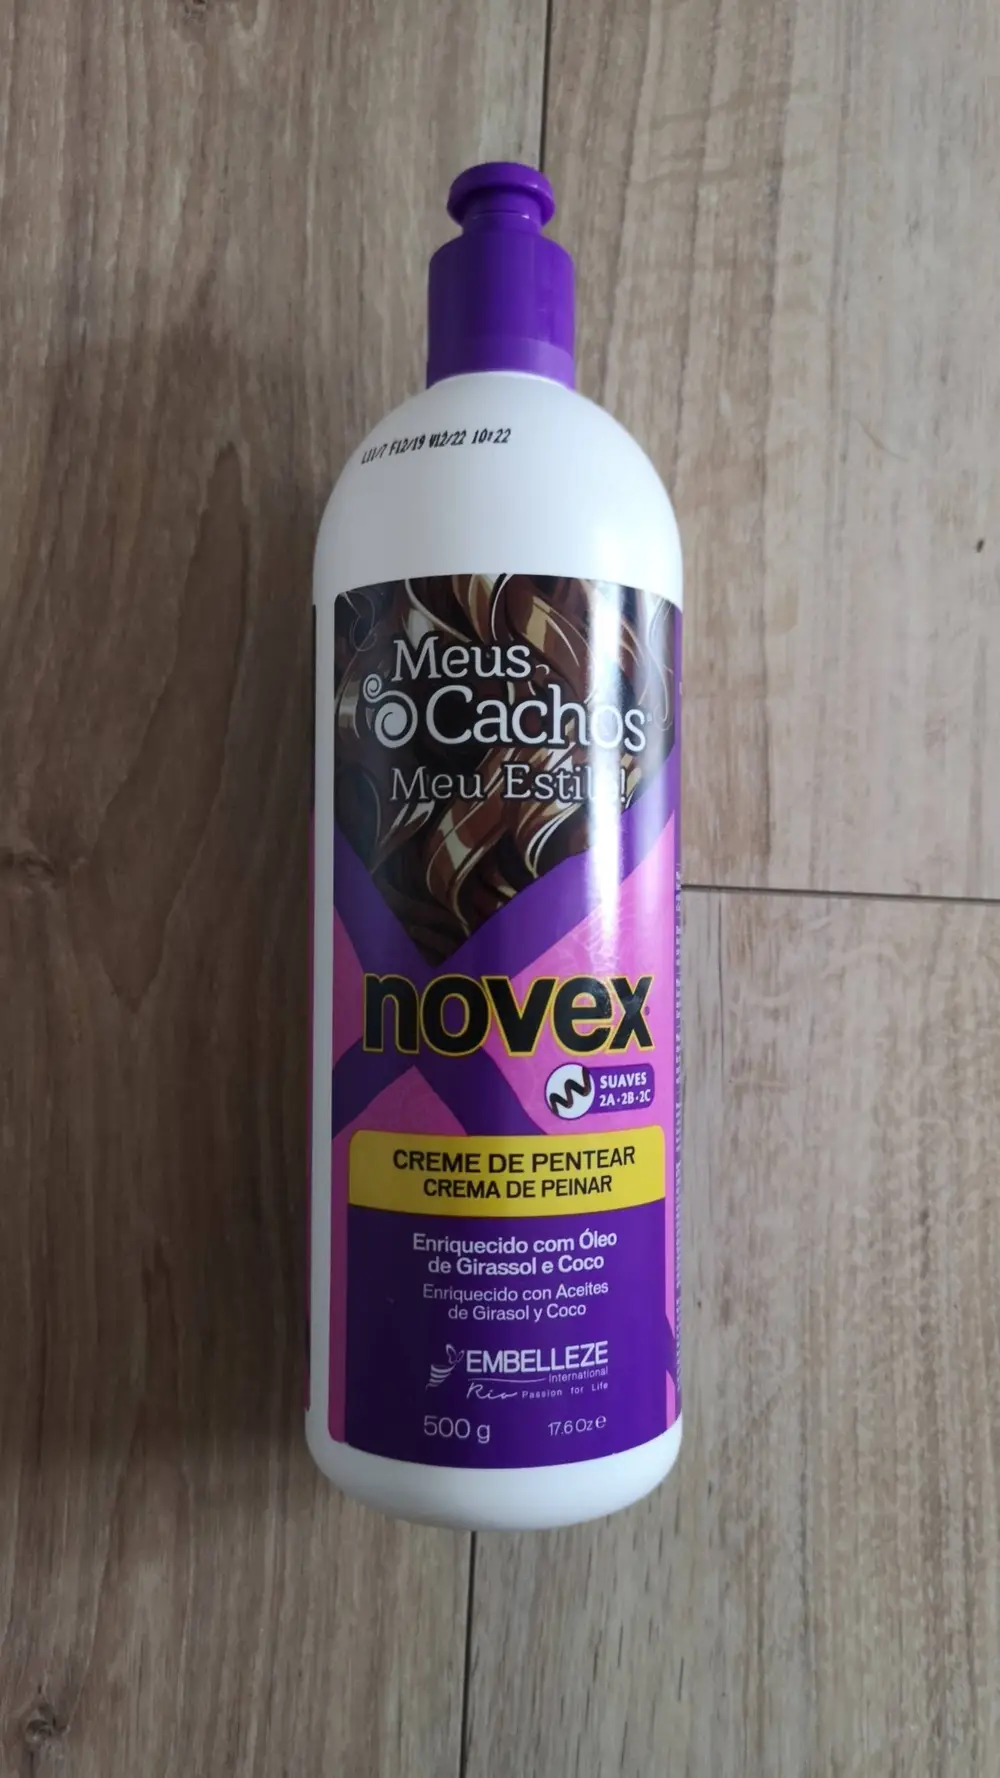 L11/7 F12/19 V12/22 10:22
Meus
Cachos
Meu Estilo!
novex
SUAVES
2A·2B·2C
CREME DE PENTEAR
CREMA DE PEINAR
Enriquecido com Óleo
de Girassol e Coco
Enriquecido con Aceites
de Girasol y Coco
EMBELLEZE
International
Rio Passion for Life
500 g 17.6 Oz e